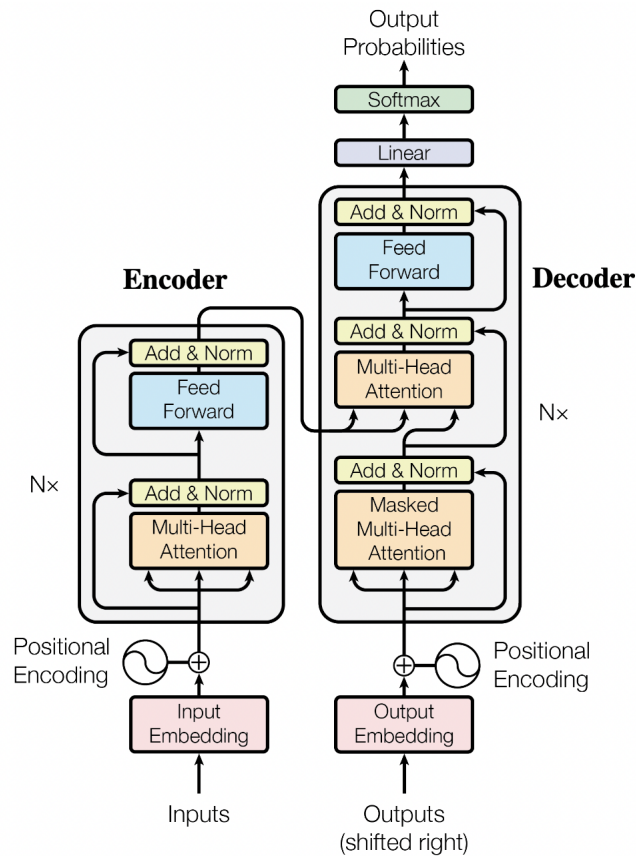 Output
Probabilities
Softmax
Linear
Add & Norm
Feed
Forward
Add & Norm
Multi-Head
Attention
Add & Norm
Masked
Multi-Head
Attention
Decoder
N×
Encoder
Add & Norm
Feed
Forward
Add & Norm
Multi-Head
Attention
N×
Positional
Encoding
Positional
Encoding
Input
Embedding
Output
Embedding
Inputs
Outputs
(shifted right)